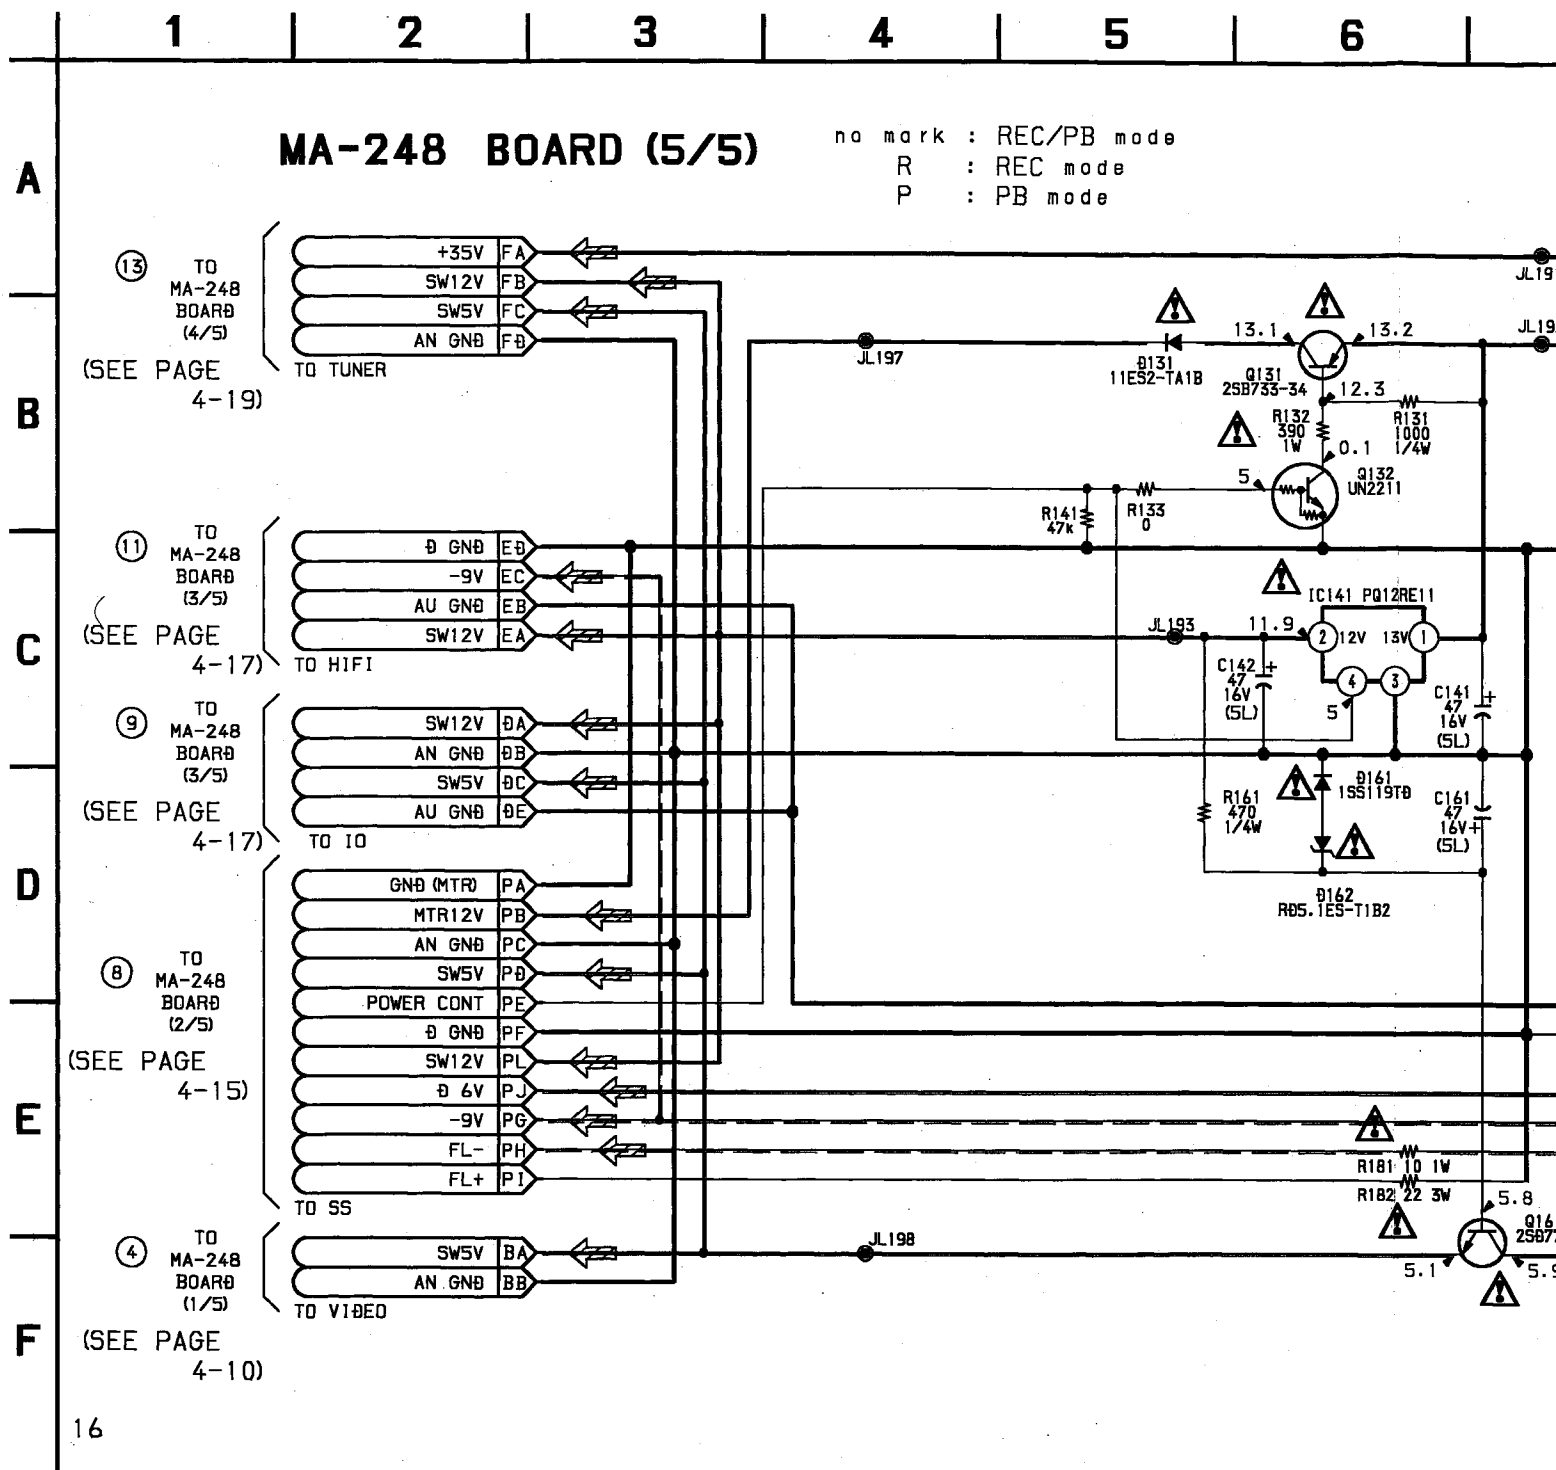 1 2 3 4 5 6
A
B
C
D
E
F
MA-248 BOARD (5/5)
no mark : REC/PB mode
R : REC mode
P : PB mode
13
TO
MA-248
BOARD
(4/5)
(SEE PAGE
4-19)
+35V FA
SW12V FB
SW5V FC
AN GND FD
TO TUNER
11
TO
MA-248
BOARD
(3/5)
(SEE PAGE
4-17)
D GND ED
-9V EC
AU GND EB
SW12V EA
TO HIFI
9
TO
MA-248
BOARD
(3/5)
(SEE PAGE
4-17)
SW12V DA
AN GND DB
SW5V DC
AU GND DE
TO IO
8
TO
MA-248
BOARD
(2/5)
(SEE PAGE
4-15)
GND (MTR) PA
MTR12V PB
AN GND PC
SW5V PD
POWER CONT PE
D GND PF
SW12V PL
D 6V PJ
-9V PG
FL- PH
FL+ PI
TO SS
4
TO
MA-248
BOARD
(1/5)
(SEE PAGE
4-10)
SW5V BA
AN GND BB
TO VIDEO
16
JL197
D131
11ES2-TA1B
13.1
13.2
Q131
2SB733-34
12.3
R132
390
1W
R131
1000
1/4W
0.1
5
Q132
UN2211
R141
47k
R133
0
IC141 PQ12RE11
JL193
11.9
2 12V 13V 1
4 3
5
C142
47
16V
(5L)
+
C141
47
16V
(5L)
+
D161
1SS119TD
R161
470
1/4W
C161
47
16V+
(5L)
D162
RD5.1ES-T1B2
R181 10 1W
R182 22 3W
5.8
JL198
5.1